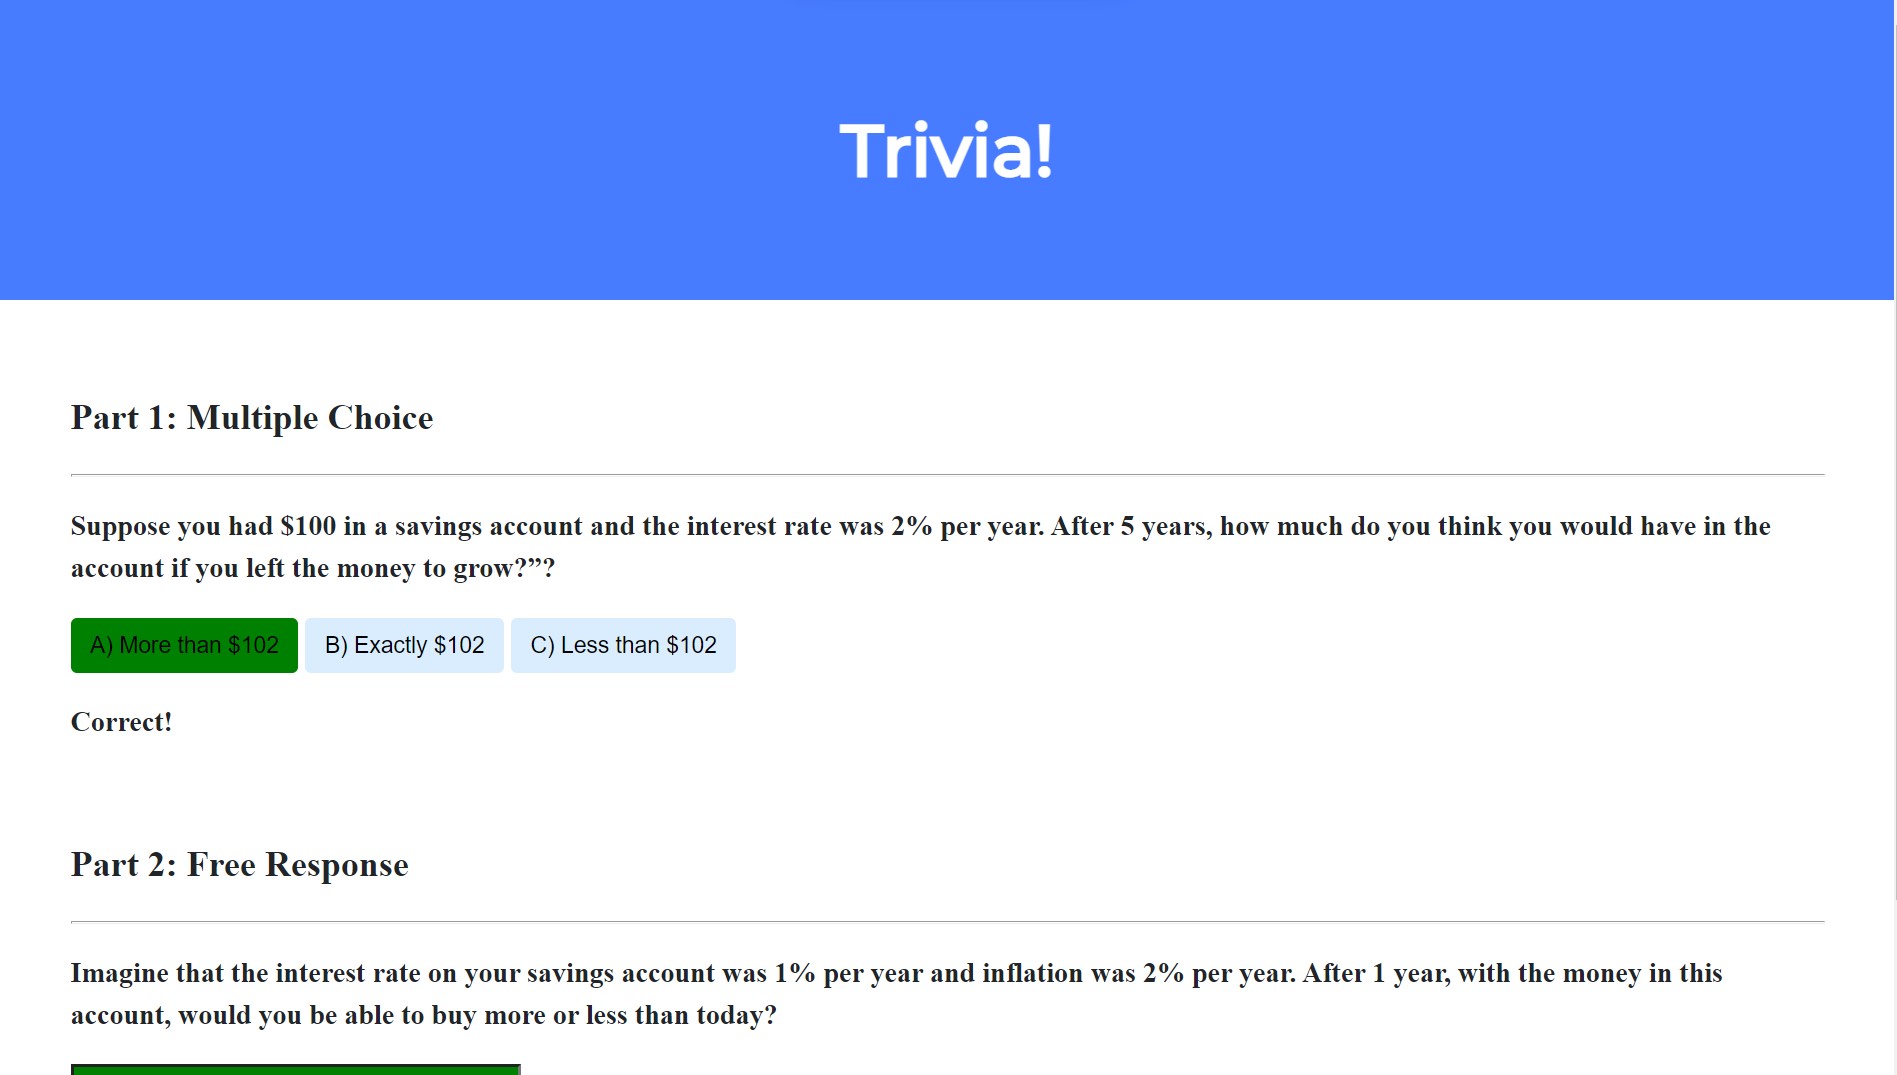 Trivia!
Part 1: Multiple Choice
Suppose you had $100 in a savings account and the interest rate was 2% per year. After 5 years, how much do you think you would have in the
account if you left the money to grow?”?
A) More than $102 B) Exactly $102 C) Less than $102
Correct!
Part 2: Free Response
Imagine that the interest rate on your savings account was 1% per year and inflation was 2% per year. After 1 year, with the money in this
account, would you be able to buy more or less than today?